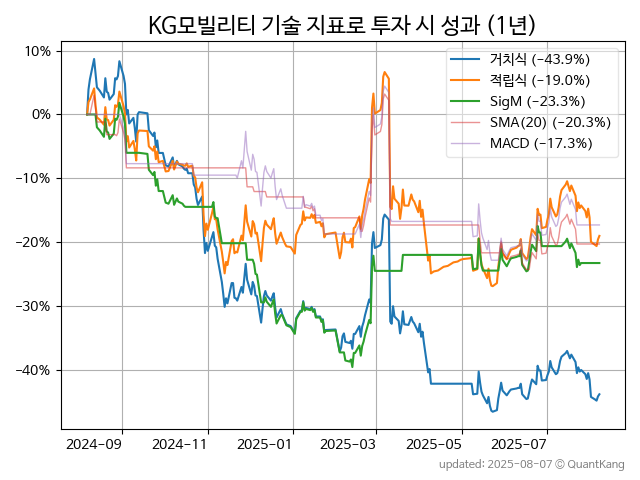 KG모빌리티 기술 지표로 투자 시 성과 (1년)
10%
0%
−10%
−20%
−30%
−40%
거치식 (−43.9%)
적립식 (−19.0%)
SigM (−23.3%)
SMA(20) (−20.3%)
MACD (−17.3%)
2024-09
2024-11
2025-01
2025-03
2025-05
2025-07
updated: 2025-08-07 © QuantKang